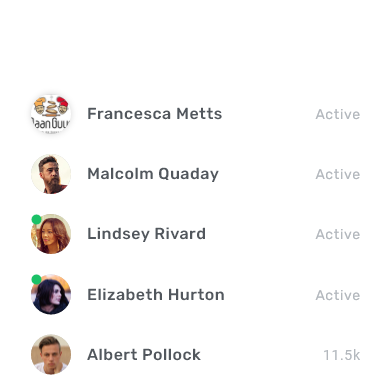 Francesca Metts Active
Malcolm Quaday Active
Lindsey Rivard Active
Elizabeth Hurton Active
Albert Pollock 11.5k